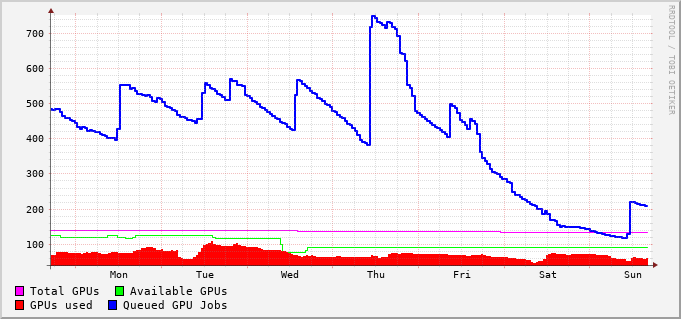 RRDTOOL / TOBI OETIKER
700
600
500
400
300
200
100
Mon Tue Wed Thu Fri Sat Sun
Total GPUs Available GPUs
GPUs used Queued GPU Jobs